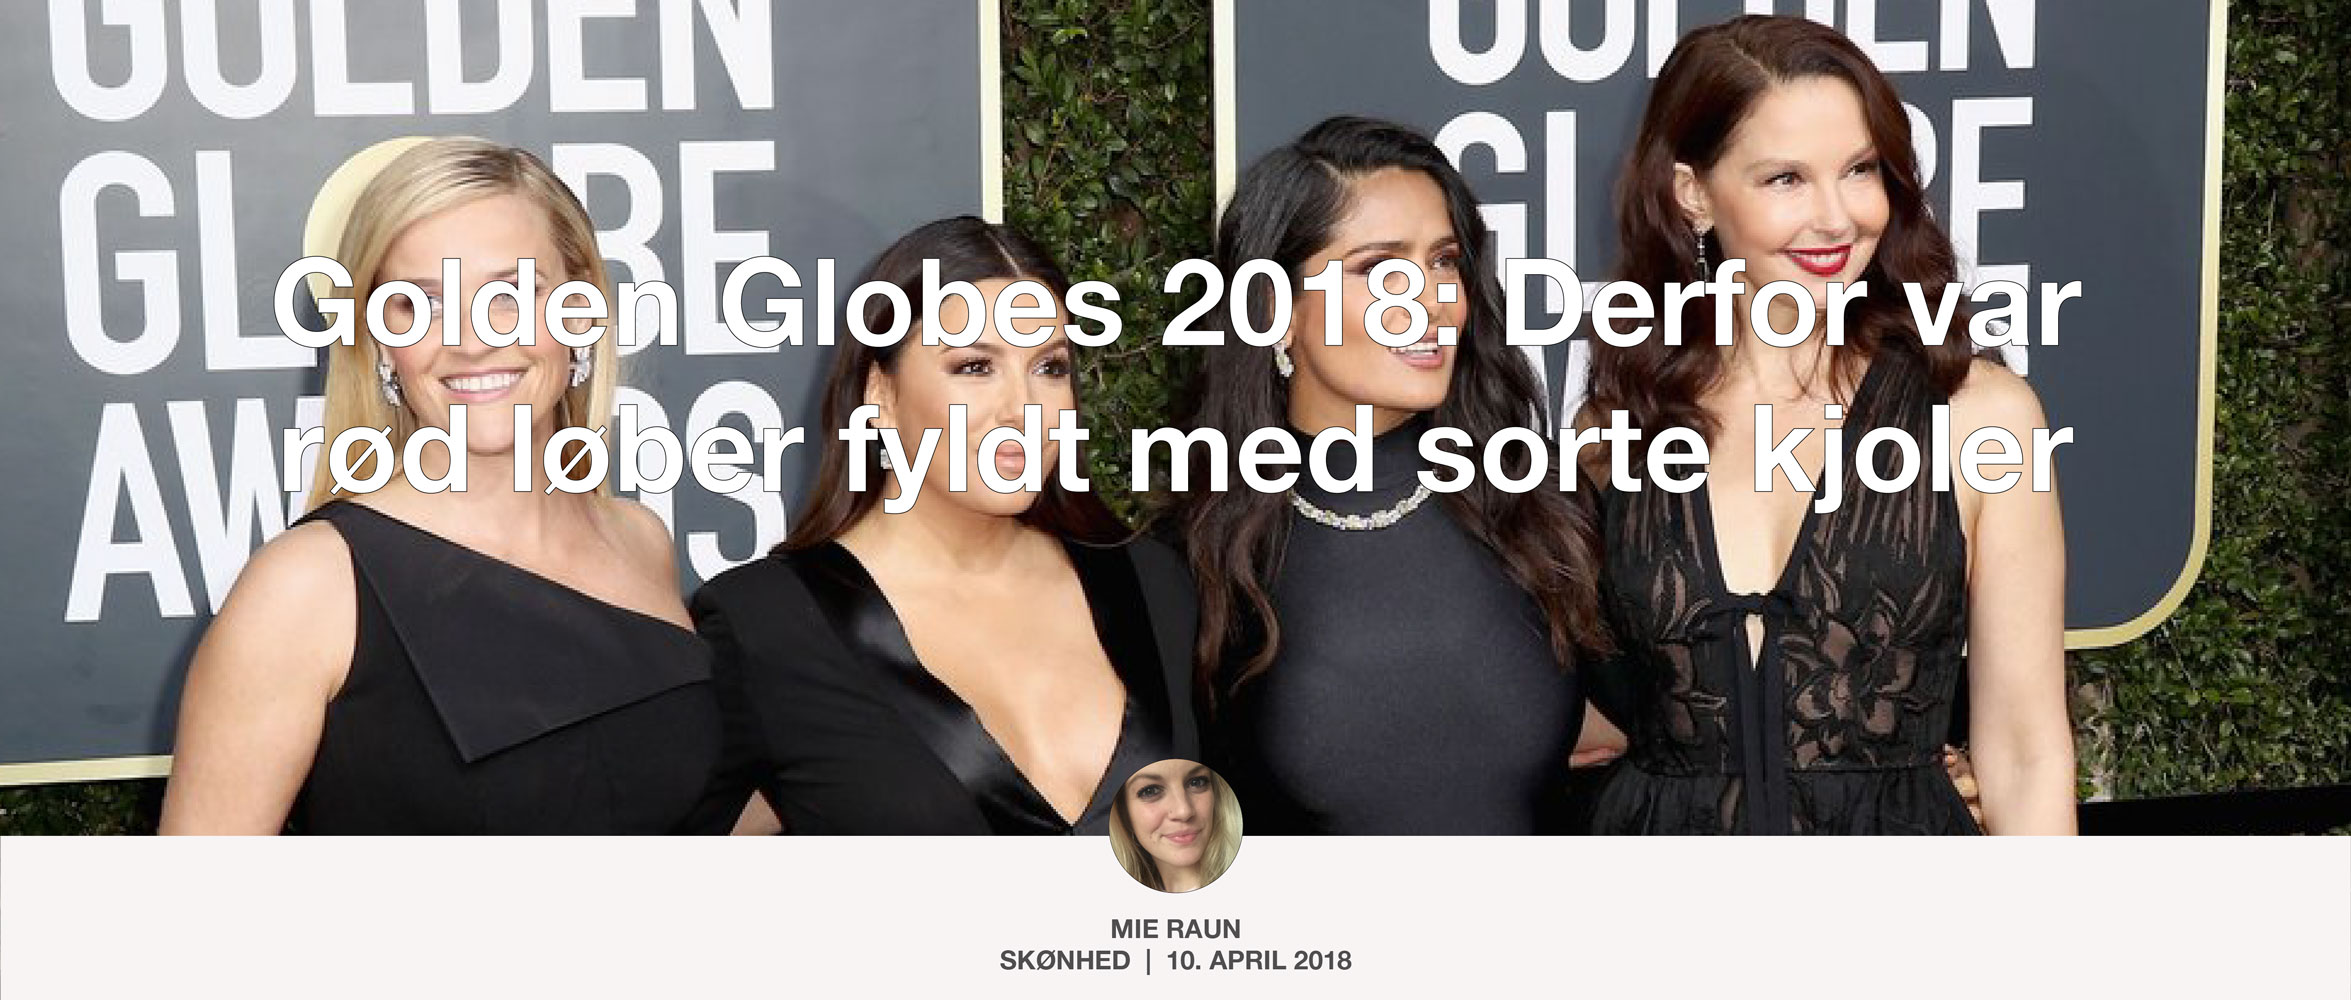 GOLDEN
GLOBE
AWARDS
GOLDEN
GLOBE
Golden Globes 2018: Derfor var
rød løber fyldt med sorte kjoler
MIE RAUN
SKØNHED | 10. APRIL 2018